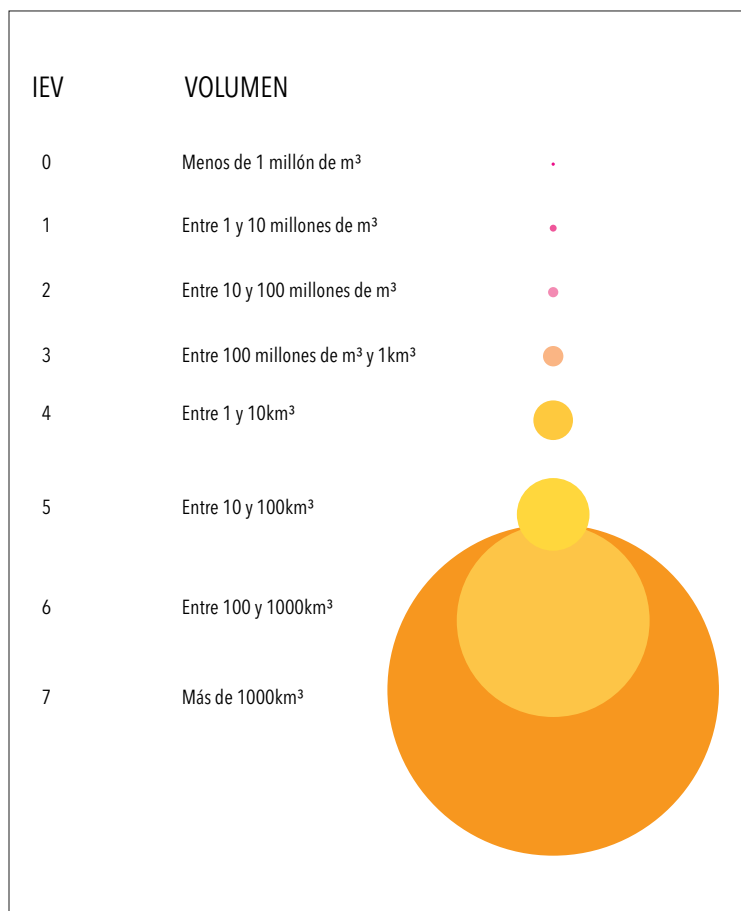 IEV VOLUMEN
0 Menos de 1 millón de m³
1 Entre 1 y 10 millones de m³
2 Entre 10 y 100 millones de m³
3 Entre 100 millones de m³ y 1km³
4 Entre 1 y 10km³
5 Entre 10 y 100km³
6 Entre 100 y 1000km³
7 Más de 1000km³